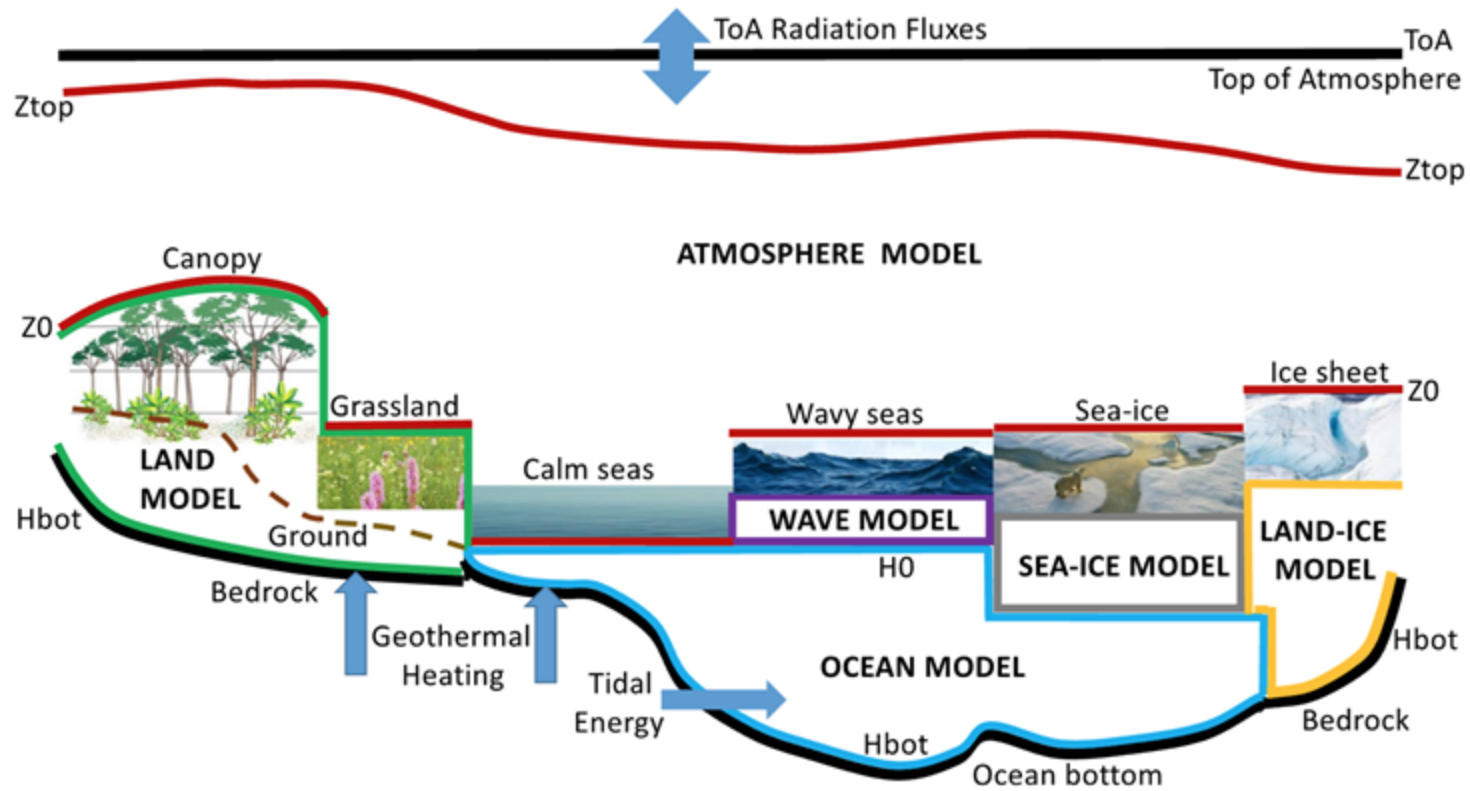 ToA Radiation Fluxes
ToA
Top of Atmosphere
Ztop
Ztop
ATMOSPHERE MODEL
Canopy
Z0
Ice sheet
Z0
Grassland
Wavy seas
Sea-ice
LAND
MODEL
Calm seas
Hbot
Ground
WAVE MODEL
LAND-ICE
MODEL
H0
SEA-ICE MODEL
Bedrock
Geothermal
Heating
Hbot
OCEAN MODEL
Tidal
Energy
Bedrock
Hbot
Ocean bottom